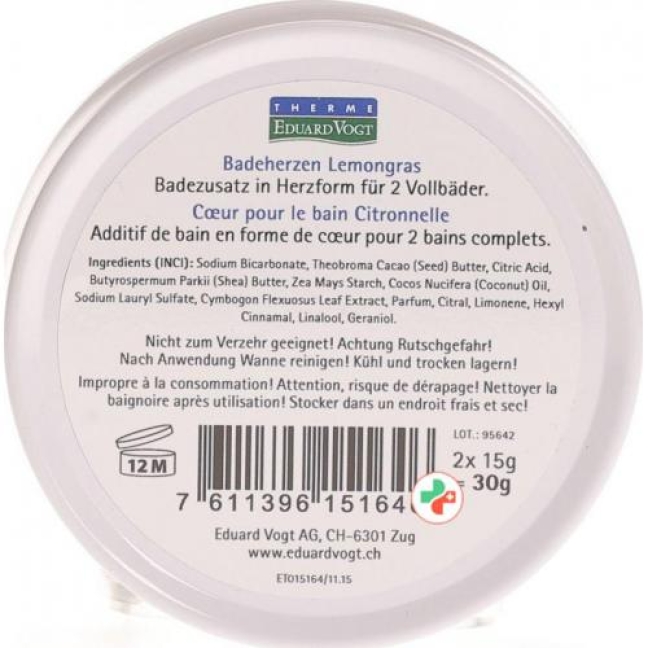 THERME
EDUARD VOGT
Badeherzen Lemongras
Badezusatz in Herzform für 2 Vollbäder.
Cœur pour le bain Citronnelle
Additif de bain en forme de cœur pour 2 bains complets.
Ingredients (INCI): Sodium Bicarbonate, Theobroma Cacao (Seed) Butter, Citric Acid,
Butyrospermum Parkii (Shea) Butter, Zea Mays Starch, Cocos Nucifera (Coconut) Oil,
Sodium Lauryl Sulfate, Cymbogon Flexuosus Leaf Extract, Parfum, Citral, Limonene, Hexyl
Cinnamal, Linalool, Geraniol.
Nicht zum Verzehr geeignet! Achtung Rutschgefahr!
Nach Anwendung Wanne reinigen! Kühl und trocken lagern!
Impropre à la consommation! Attention, risque de dérapage! Nettoyer la
baignoire après utilisation! Stocker dans un endroit frais et sec!
LOT.: 95642
12 M
2x 15g
= 30g
7 611396 15164
Eduard Vogt AG, CH-6301 Zug
www.eduardvogt.ch
ET015164/11.15